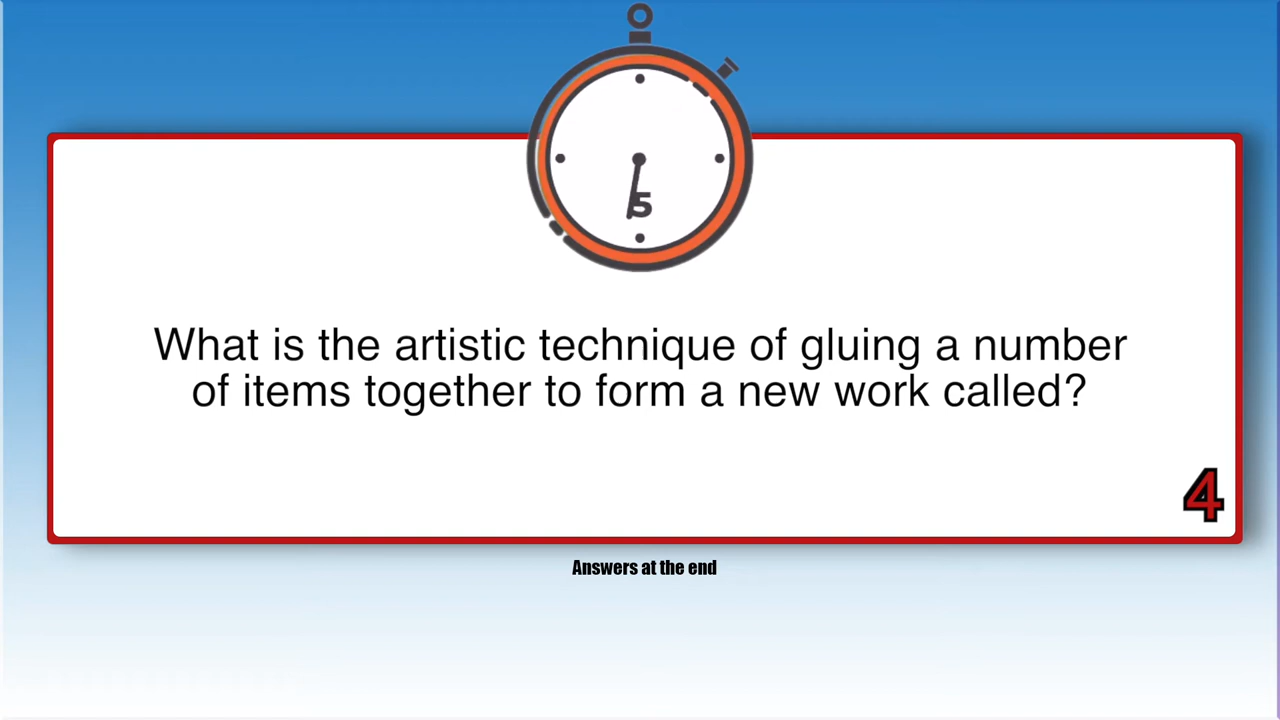 5
What is the artistic technique of gluing a number
of items together to form a new work called?
4
Answers at the end